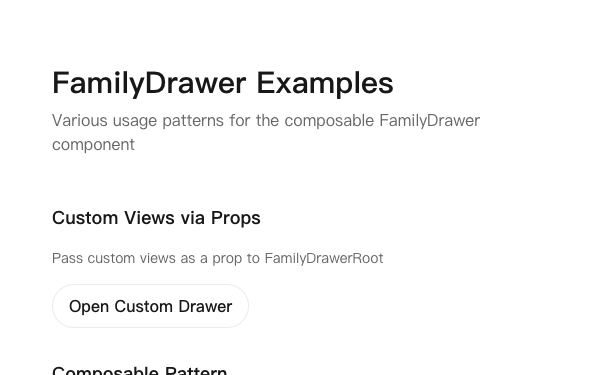 FamilyDrawer Examples
Various usage patterns for the composable FamilyDrawer
component
Custom Views via Props
Pass custom views as a prop to FamilyDrawerRoot
Open Custom Drawer
Composable Pattern